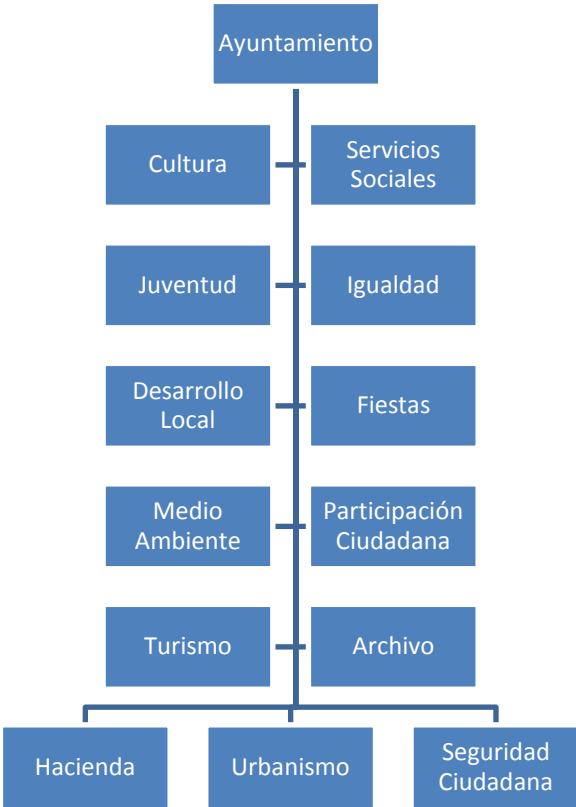 Ayuntamiento
Cultura
Servicios
Sociales
Juventud
Igualdad
Desarrollo
Local
Fiestas
Medio
Ambiente
Participación
Ciudadana
Turismo
Archivo
Hacienda
Urbanismo
Seguridad
Ciudadana